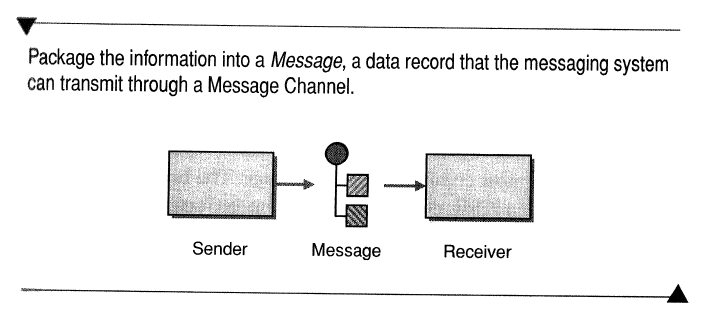 Package the information into a Message, a data record that the messaging system
can transmit through a Message Channel.
Sender Message Receiver